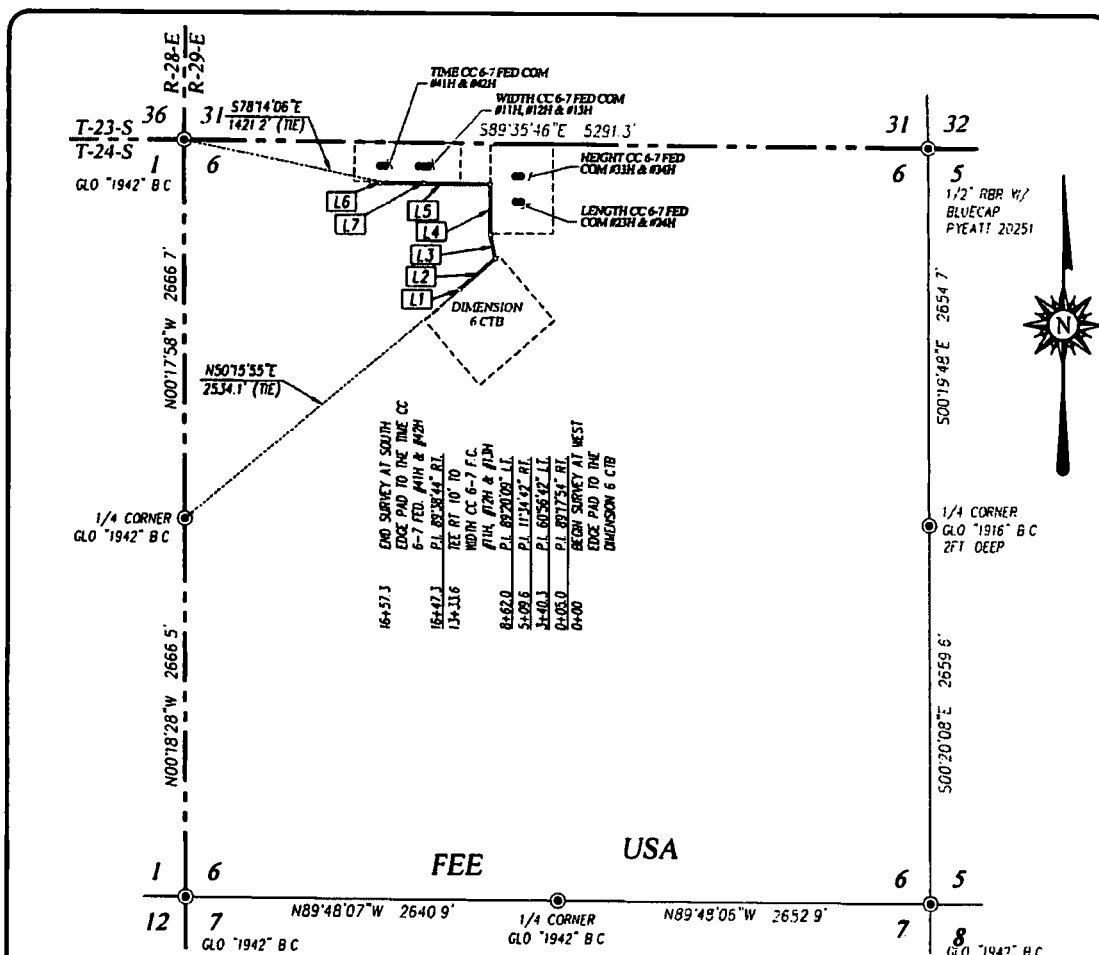 R-28-E
R-29-E
T-23-S
T-24-S
36
31
1
6
GLO "1942" B C
S78°14'06"E
1421 2' (TIE)
TIME CC 6-7 FED COM
#41H & #42H
WIDTH CC 6-7 FED COM
#11H, #12H & #13H
S89°35'46"E 5291.3'
HEIGHT CC 6-7 FED
COM #33H & #34H
LENGTH CC 6-7 FED
COM #23H & #24H
31
32
6
5
1/2" RBR W/
BLUECAP
PYEATT 20251
L6
L7
L5
L4
L3
L2
L1
DIMENSION
6 CTB
N00°17'58"W 2666 7'
N50°15'55"E
2534.1' (TIE)
S00°19'48"E 2654 7'
N
1/4 CORNER
GLO "1942" B C
1/4 CORNER
GLO "1916" B C
2FT DEEP
16+57.3 END SURVEY AT SOUTH
EDGE PAD TO THE TIME CC
6-7 FED. #41H & #42H
16+47.3 P.I. 89°38'44" RT.
13+33.6 TEE RT 10' TO
WIDTH CC 6-7 F.C.
#11H, #12H & #13H
8+62.0 P.I. 89°20'09" LT.
5+09.6 P.I. 11°34'42" RT.
3+40.3 P.I. 60°56'42" LT.
0+05.0 P.I. 89°17'54" RT.
0+00 BEGIN SURVEY AT WEST
EDGE PAD TO THE
DIMENSION 6 CTB
N00°18'28"W 2666 5'
S00°20'08"E 2659 6'
FEE
USA
1
6
12
7
GLO "1942" B C
N89°48'07"W 2640 9'
1/4 CORNER
GLO "1942" B C
N89°49'05"W 2652 9'
6
5
7
8